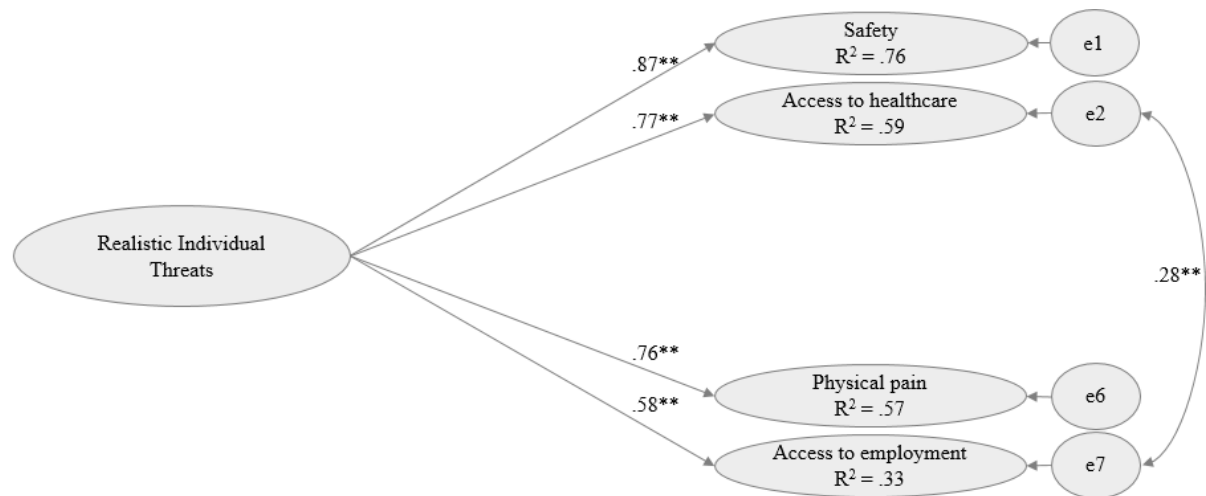 Safety
R² = .76
e1
.87**
Access to healthcare
R² = .59
e2
.77**
Realistic Individual
Threats
.28**
.76**
Physical pain
R² = .57
e6
.58**
Access to employment
R² = .33
e7